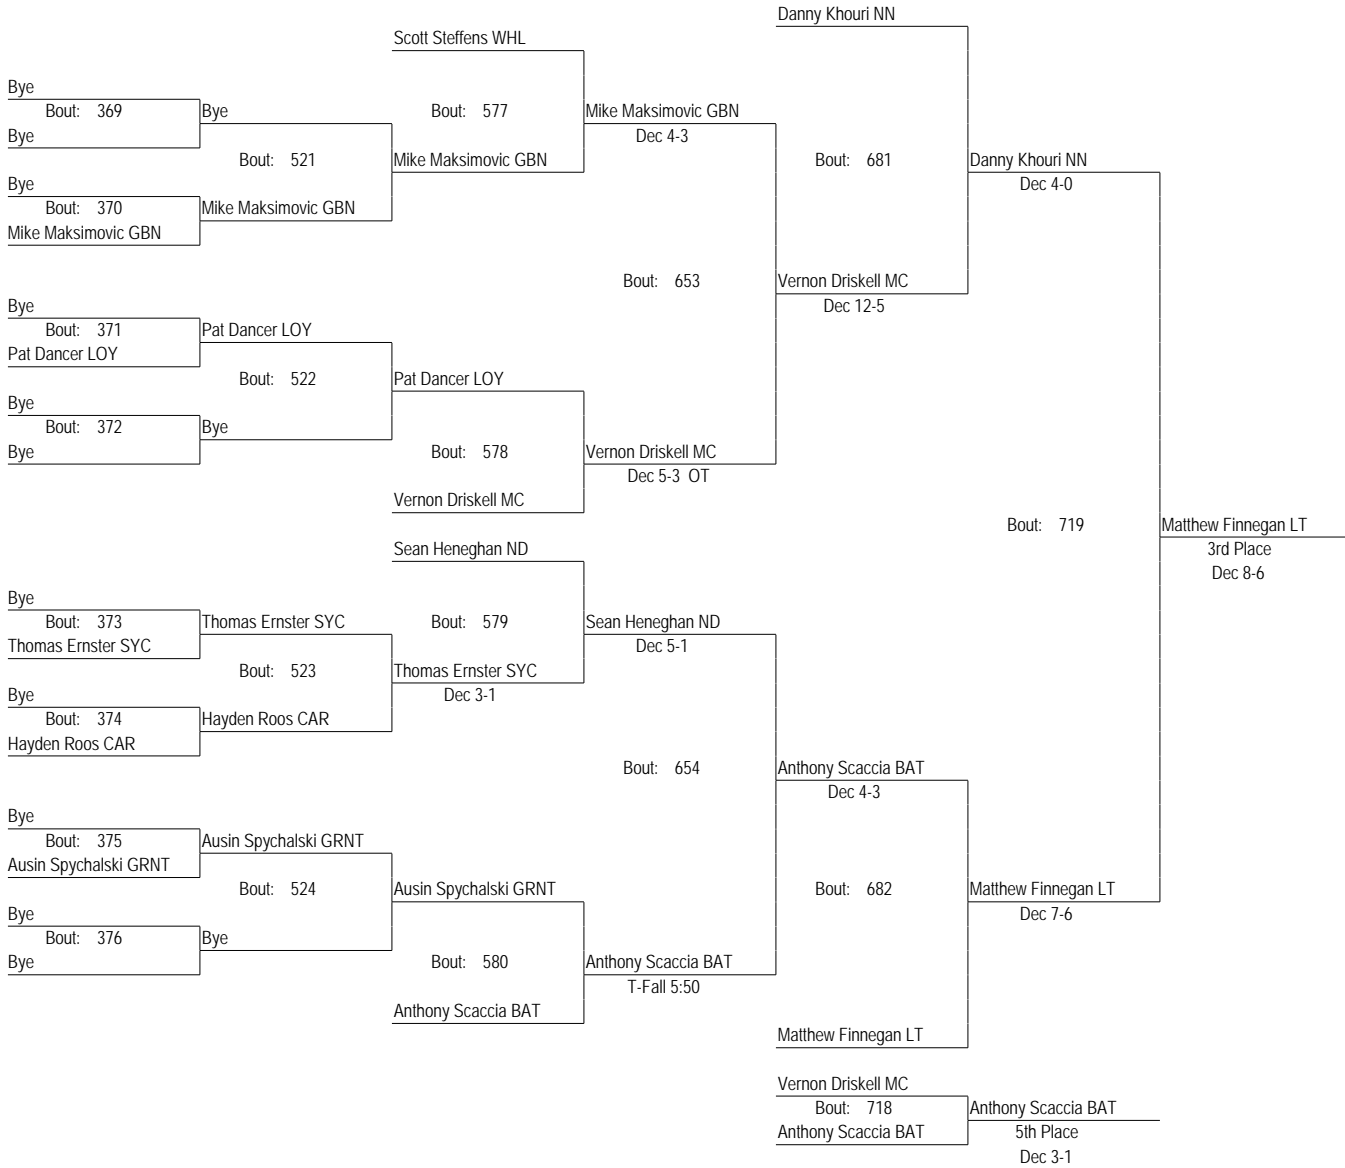 Danny Khouri NN
Scott Steffens WHL
Bye
Bout: 369
Bye
Bout: 577
Mike Maksimovic GBN
Bye
Dec 4-3
Bout: 521
Mike Maksimovic GBN
Bout: 681
Danny Khouri NN
Bye
Dec 4-0
Bout: 370
Mike Maksimovic GBN
Mike Maksimovic GBN
Bout: 653
Vernon Driskell MC
Bye
Dec 12-5
Bout: 371
Pat Dancer LOY
Pat Dancer LOY
Bout: 522
Pat Dancer LOY
Bye
Bout: 372
Bye
Bye
Bout: 578
Vernon Driskell MC
Dec 5-3 OT
Vernon Driskell MC
Bout: 719
Matthew Finnegan LT
3rd Place
Dec 8-6
Sean Heneghan ND
Bye
Bout: 373
Thomas Ernster SYC
Bout: 579
Sean Heneghan ND
Thomas Ernster SYC
Dec 5-1
Bout: 523
Thomas Ernster SYC
Bye
Dec 3-1
Bout: 374
Hayden Roos CAR
Hayden Roos CAR
Bout: 654
Anthony Scaccia BAT
Dec 4-3
Bye
Bout: 375
Ausin Spychalski GRNT
Ausin Spychalski GRNT
Bout: 524
Ausin Spychalski GRNT
Bout: 682
Matthew Finnegan LT
Bye
Dec 7-6
Bout: 376
Bye
Bye
Bout: 580
Anthony Scaccia BAT
T-Fall 5:50
Anthony Scaccia BAT
Matthew Finnegan LT
Vernon Driskell MC
Bout: 718
Anthony Scaccia BAT
Anthony Scaccia BAT
5th Place
Dec 3-1